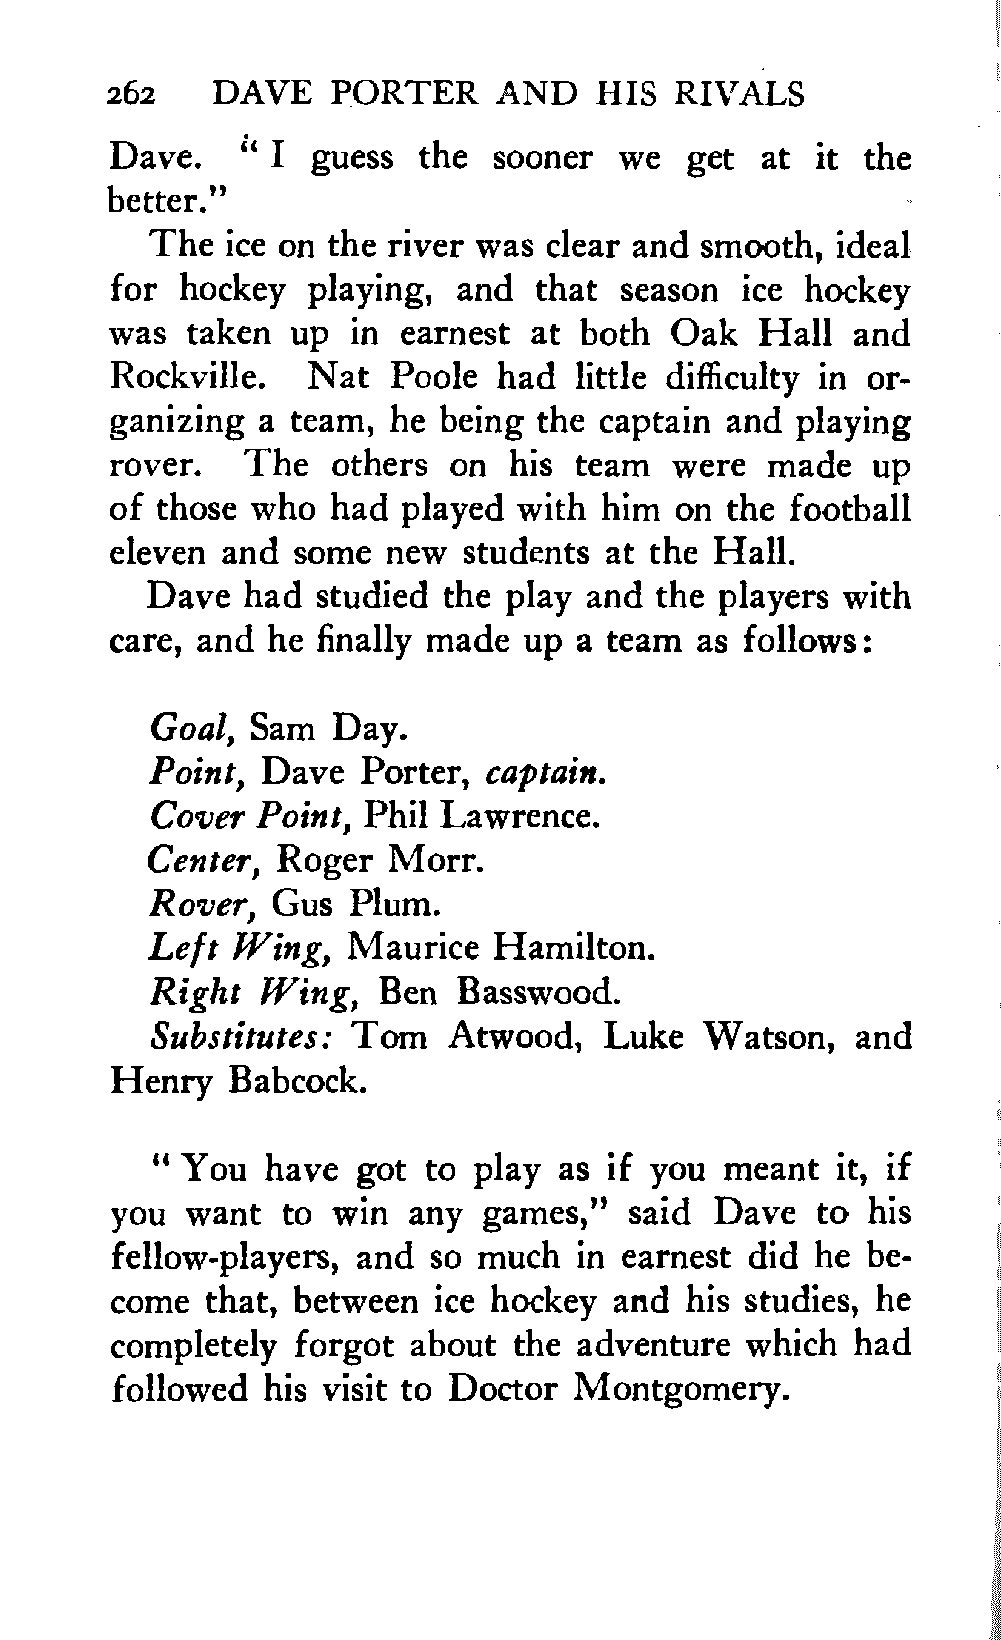 262 DAVE PORTER AND HIS RIVALS
Dave. " I guess the sooner we get at it the
better."
The ice on the river was clear and smooth, ideal
for hockey playing, and that season ice hockey
was taken up in earnest at both Oak Hall and
Rockville. Nat Poole had little difficulty in or-
ganizing a team, he being the captain and playing
rover. The others on his team were made up
of those who had played with him on the football
eleven and some new students at the Hall.
Dave had studied the play and the players with
care, and he finally made up a team as follows:
Goal, Sam Day.
Point, Dave Porter, captain.
Cover Point, Phil Lawrence.
Center, Roger Morr.
Rover, Gus Plum.
Left Wing, Maurice Hamilton.
Right Wing, Ben Basswood.
Substitutes: Tom Atwood, Luke Watson, and
Henry Babcock.
" You have got to play as if you meant it, if
you want to win any games," said Dave to his
fellow-players, and so much in earnest did he be-
come that, between ice hockey and his studies, he
completely forgot about the adventure which had
followed his visit to Doctor Montgomery.